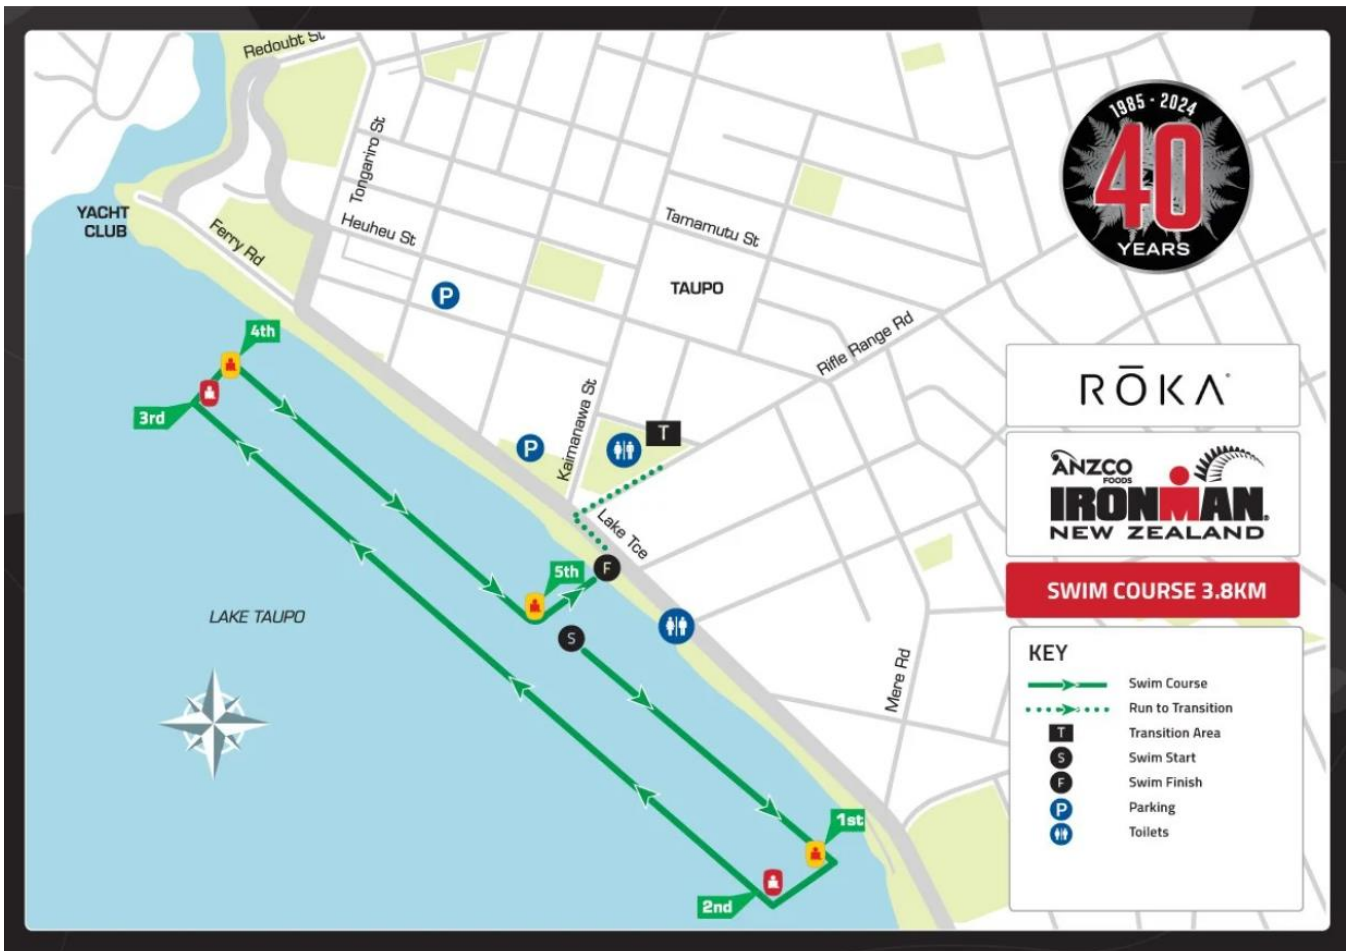 Redoubt St
Tongariro St
YACHT
CLUB
Ferry Rd
Heuheu St
Tamamutu St
TAUPO
Rifle Range Rd
P
4th
3rd
P
Kaimanawa St
T
Lake Tce
F
5th
S
LAKE TAUPO
Mere Rd
1st
2nd
1985 - 2024
40
YEARS
RŌKA
ANZCO
FOODS
IRONMAN
NEW ZEALAND
SWIM COURSE 3.8KM
KEY
Swim Course
Run to Transition
T Transition Area
S Swim Start
F Swim Finish
P Parking
Toilets